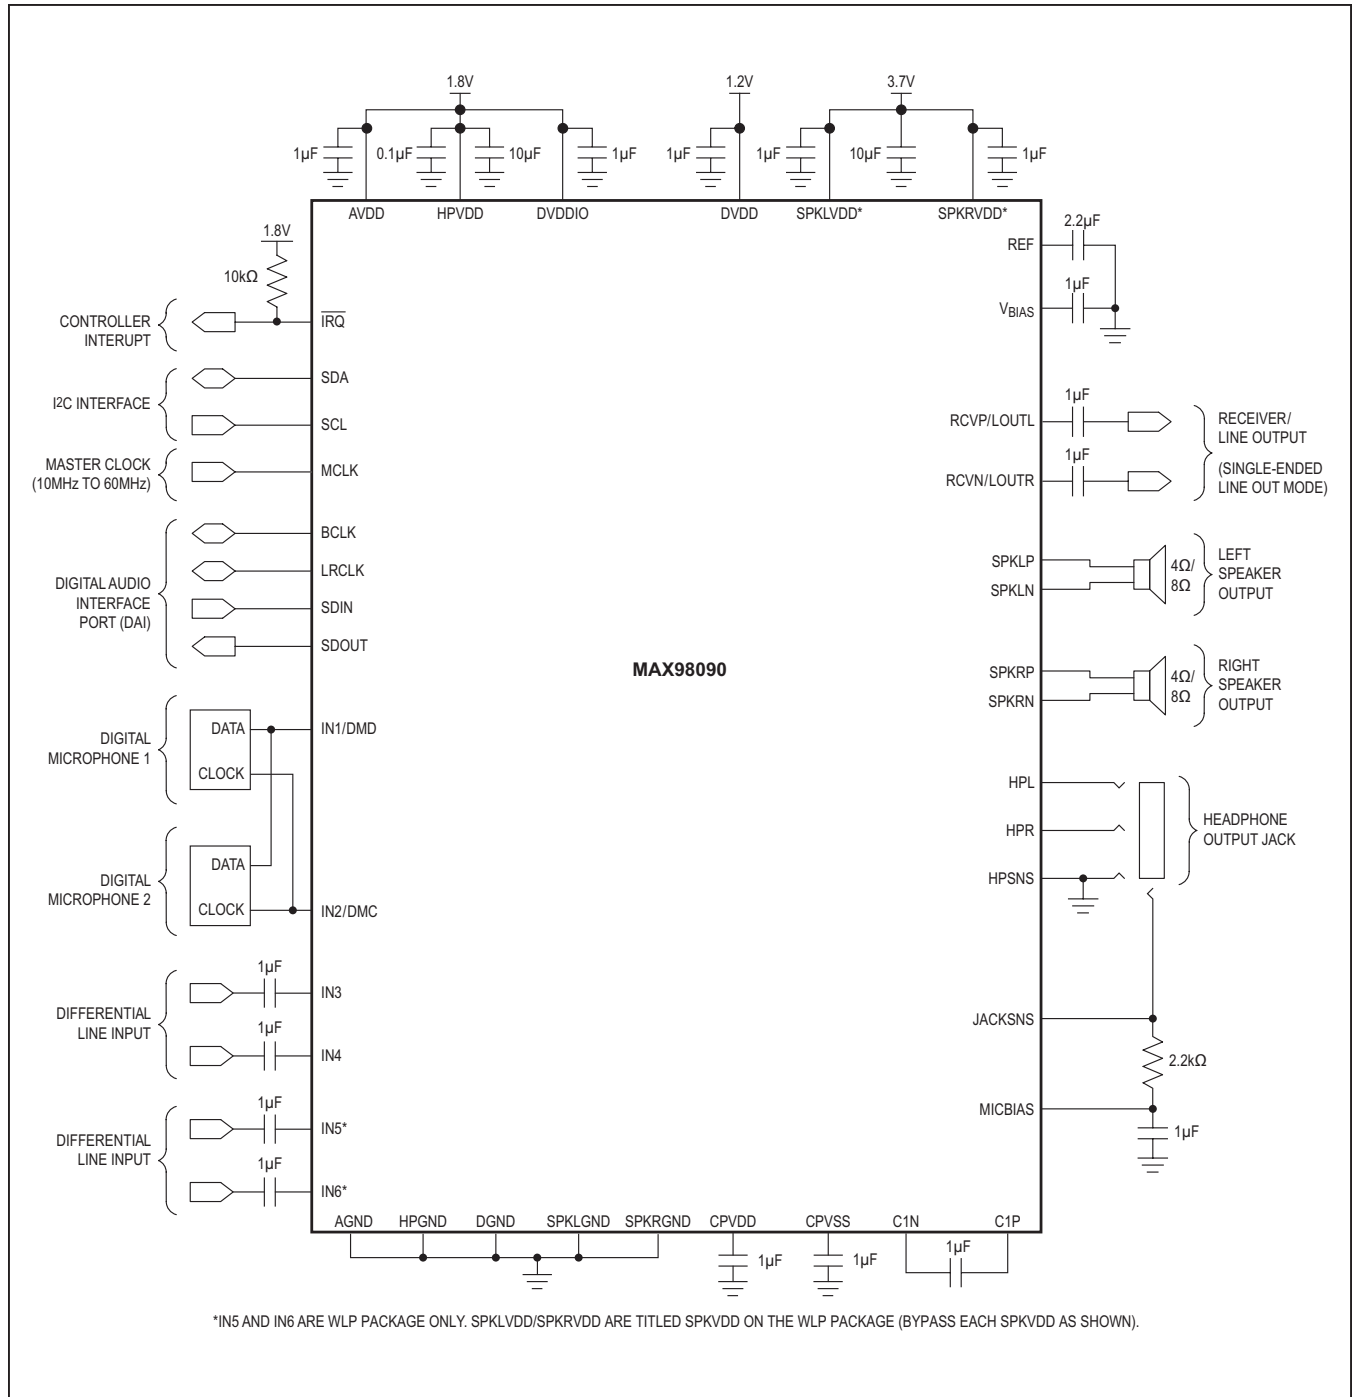 1.8V
1.2V
3.7V
1µF
0.1µF
10µF
1µF
1µF
1µF
10µF
1µF
AVDD
HPVDD
DVDDIO
DVDD
SPKLVDD*
SPKRVDD*
1.8V
10kΩ
CONTROLLER
INTERUPT
IRQ
I2C INTERFACE
SDA
SCL
MASTER CLOCK
(10MHz TO 60MHz)
MCLK
DIGITAL AUDIO
INTERFACE
PORT (DAI)
BCLK
LRCLK
SDIN
SDOUT
DIGITAL
MICROPHONE 1
DATA
CLOCK
IN1/DMD
DIGITAL
MICROPHONE 2
DATA
CLOCK
IN2/DMC
DIFFERENTIAL
LINE INPUT
1µF
IN3
1µF
IN4
DIFFERENTIAL
LINE INPUT
1µF
IN5*
1µF
IN6*
MAX98090
REF
2.2µF
VBIAS
1µF
RCVP/LOUTL
1µF
RCVN/LOUTR
1µF
RECEIVER/
LINE OUTPUT
(SINGLE-ENDED
LINE OUT MODE)
SPKLP
SPKLN
4Ω/
8Ω
LEFT
SPEAKER
OUTPUT
SPKRP
SPKRN
4Ω/
8Ω
RIGHT
SPEAKER
OUTPUT
HPL
HPR
HPSNS
HEADPHONE
OUTPUT JACK
JACKSNS
2.2kΩ
MICBIAS
1µF
AGND
HPGND
DGND
SPKLGND
SPKRGND
CPVDD
CPVSS
C1N
C1P
1µF
1µF
1µF
*IN5 AND IN6 ARE WLP PACKAGE ONLY. SPKLVDD/SPKRVDD ARE TITLED SPKVDD ON THE WLP PACKAGE (BYPASS EACH SPKVDD AS SHOWN).